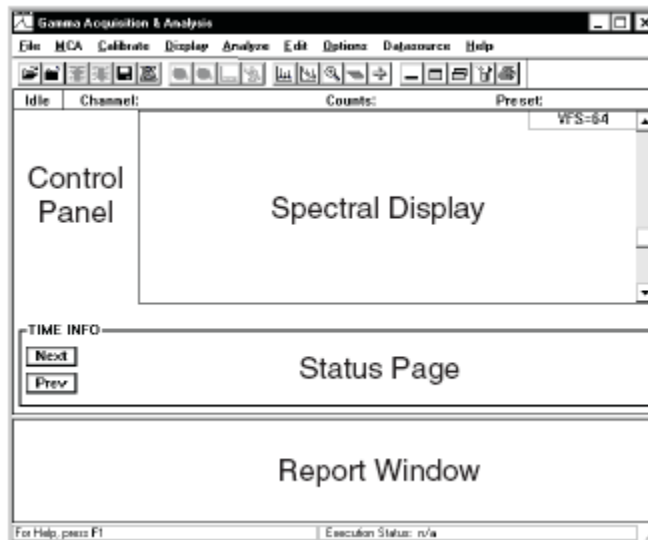 Gamma Acquisition & Analysis
File MCA Calibrate Display Analyze Edit Options Datasource Help
Idle Channel: Counts: Preset:
VFS=64
Control
Panel
Spectral Display
TIME INFO
Next
Prev
Status Page
Report Window
For Help, press F1 Execution Status: n/a